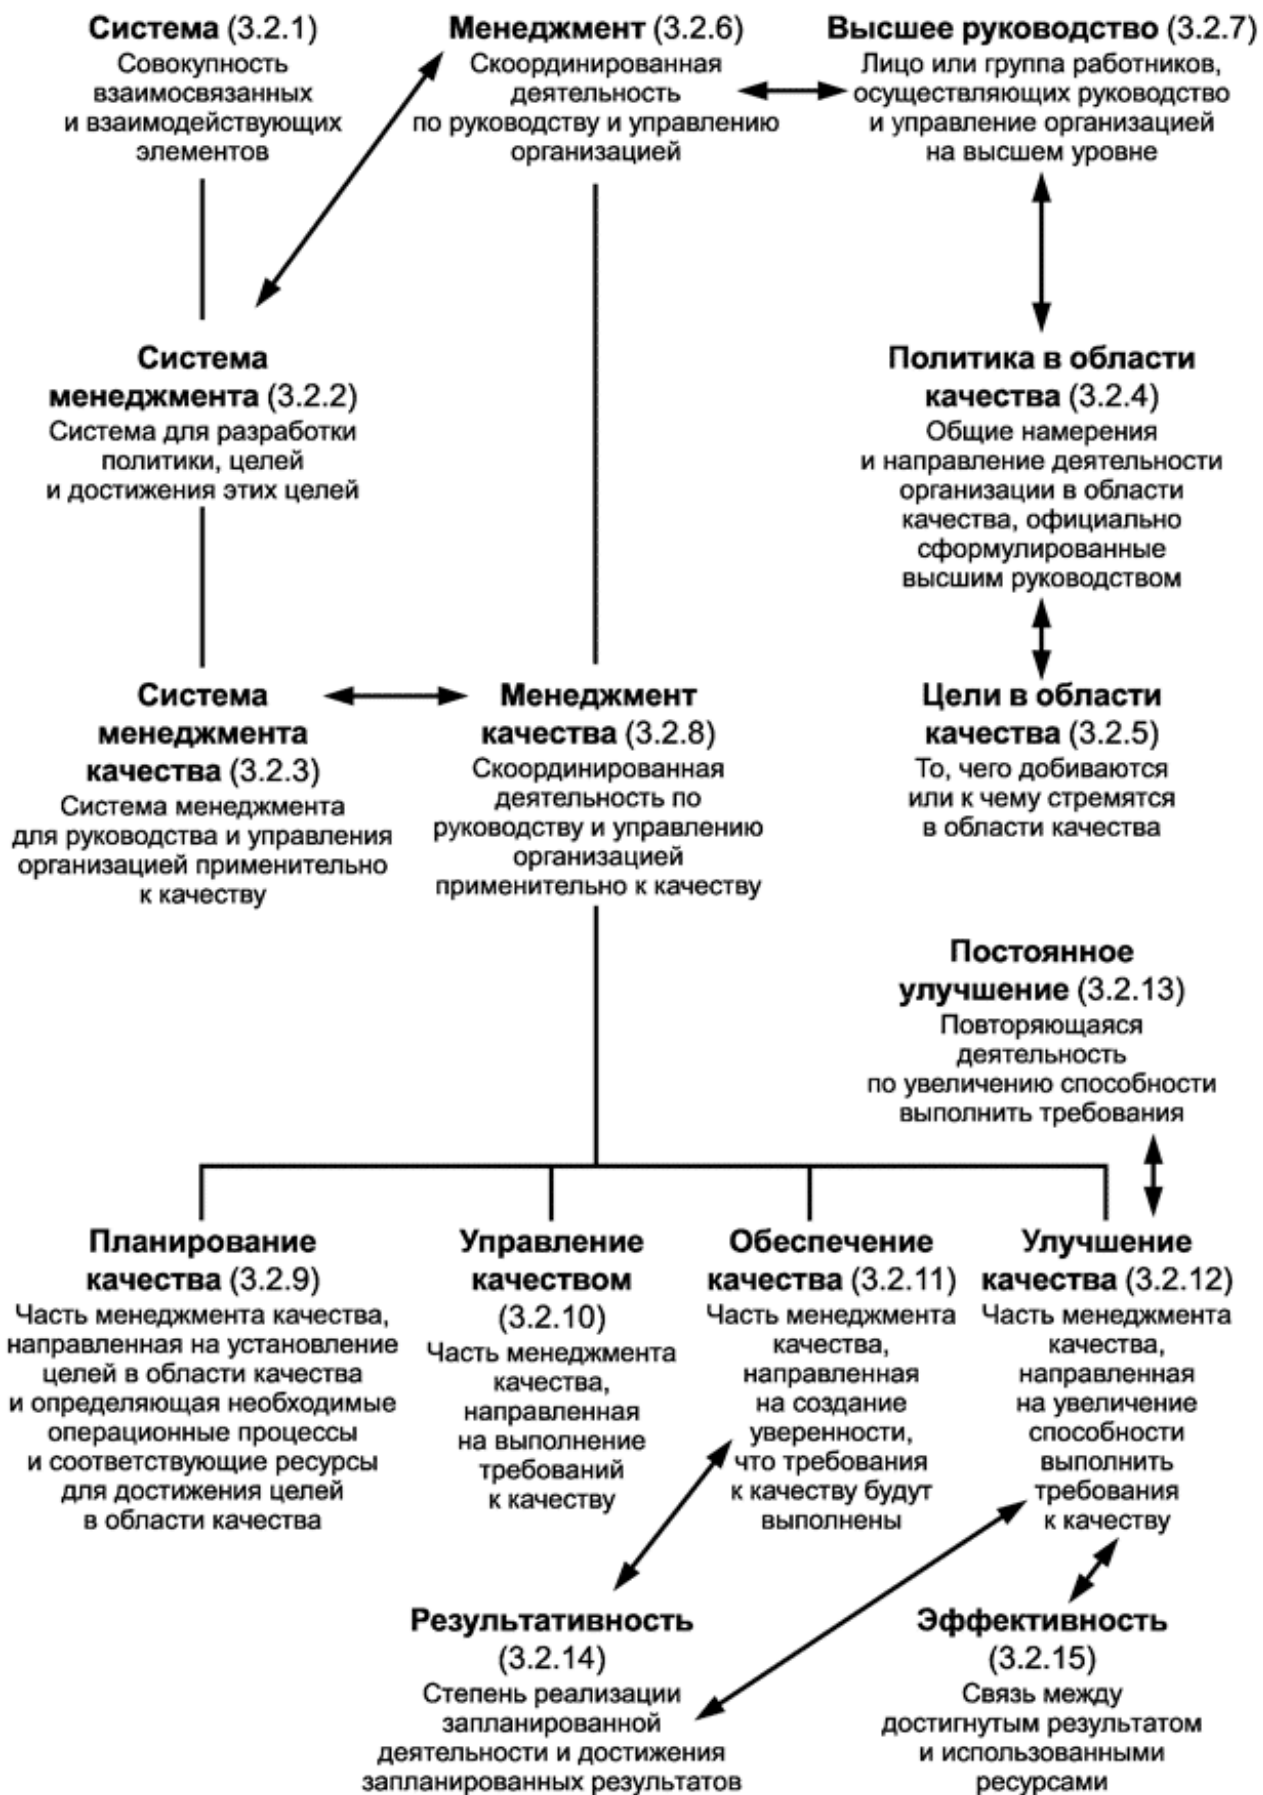 Система (3.2.1)
Совокупность
взаимосвязанных
и взаимодействующих
элементов
Менеджмент (3.2.6)
Скоординированная
деятельность
по руководству и управлению
организацией
Высшее руководство (3.2.7)
Лицо или группа работников,
осуществляющих руководство
и управление организацией
на высшем уровне
Система
менеджмента (3.2.2)
Система для разработки
политики, целей
и достижения этих целей
Политика в области
качества (3.2.4)
Общие намерения
и направление деятельности
организации в области
качества, официально
сформулированные
высшим руководством
Система
менеджмента
качества (3.2.3)
Система менеджмента
для руководства и управления
организацией применительно
к качеству
Менеджмент
качества (3.2.8)
Скоординированная
деятельность по
руководству и управлению
организацией
применительно к качеству
Цели в области
качества (3.2.5)
То, чего добиваются
или к чему стремятся
в области качества
Постоянное
улучшение (3.2.13)
Повторяющаяся
деятельность
по увеличению способности
выполнить требования
Планирование
качества (3.2.9)
Часть менеджмента качества,
направленная на установление
целей в области качества
и определяющая необходимые
операционные процессы
и соответствующие ресурсы
для достижения целей
в области качества
Управление
качеством
(3.2.10)
Часть менеджмента
качества,
направленная
на выполнение
требований
к качеству
Обеспечение
качества (3.2.11)
Часть менеджмента
качества,
направленная
на создание
уверенности,
что требования
к качеству будут
выполнены
Улучшение
качества (3.2.12)
Часть менеджмента
качества,
направленная
на увеличение
способности
выполнить
требования
к качеству
Результативность
(3.2.14)
Степень реализации
запланированной
деятельности и достижения
запланированных результатов
Эффективность
(3.2.15)
Связь между
достигнутым результатом
и использованными
ресурсами